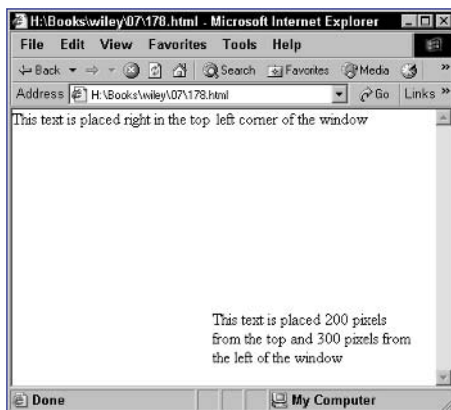 H:\Books\wiley\07\178.html - Microsoft Internet Explorer
File Edit View Favorites Tools Help
Back Search Favorites Media »
Address H:\Books\wiley\07\178.html Go Links »
This text is placed right in the top left corner of the window
This text is placed 200 pixels
from the top and 300 pixels from
the left of the window
Done My Computer